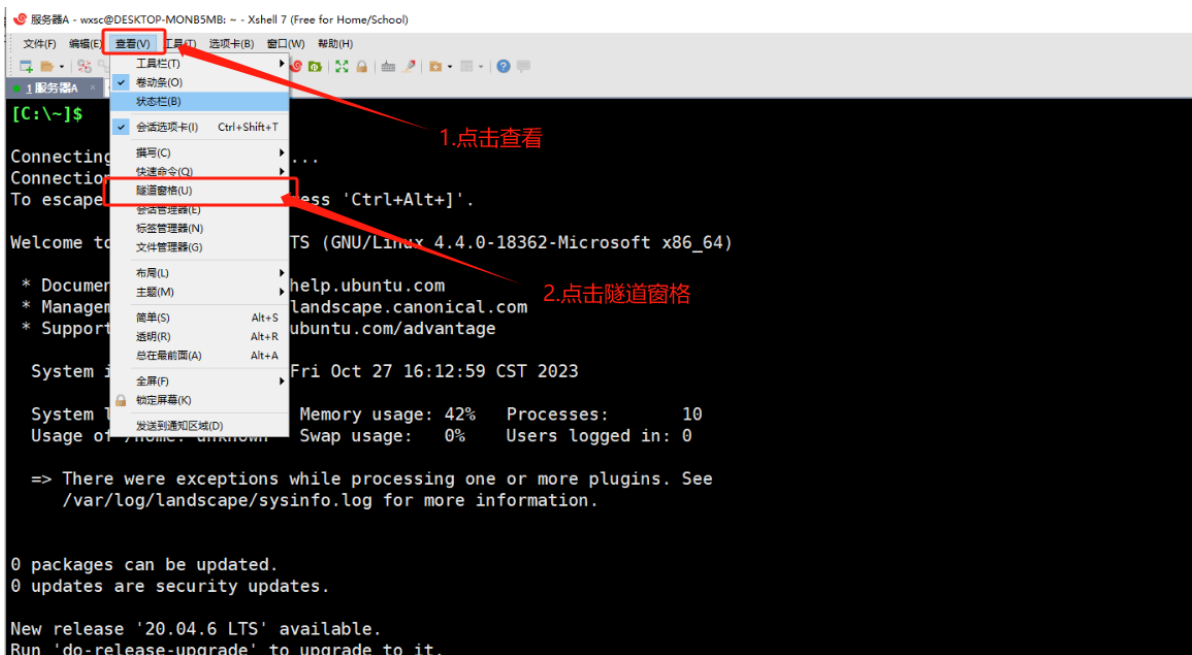 服务器A - wxsc@DESKTOP-MONB5MB: ~ - Xshell 7 (Free for Home/School)
文件(F) 编辑(E) 查看(V) 工具(T) 选项卡(B) 窗口(W) 帮助(H)
1 服务器A ×
工具栏(T)
卷动条(O)
状态栏(B)
会话选项卡(I) Ctrl+Shift+T
撰写(C)
快速命令(Q)
隧道窗格(U)
会话管理器(E)
标签管理器(N)
文件管理器(G)
布局(L)
主题(M)
简单(S) Alt+S
透明(R) Alt+R
总在最前面(A) Alt+A
全屏(F)
锁定屏幕(K)
发送到通知区域(D)
1.点击查看
2.点击隧道窗格
[C:\~]$
Connecting ...
Connection
To escape ess 'Ctrl+Alt+]'.
Welcome to TS (GNU/Linux 4.4.0-18362-Microsoft x86_64)
* Documen help.ubuntu.com
* Managem landscape.canonical.com
* Support ubuntu.com/advantage
System i Fri Oct 27 16:12:59 CST 2023
System l Memory usage: 42% Processes: 10
Usage of /home: unknown Swap usage: 0% Users logged in: 0
=> There were exceptions while processing one or more plugins. See
/var/log/landscape/sysinfo.log for more information.
0 packages can be updated.
0 updates are security updates.
New release '20.04.6 LTS' available.
Run 'do-release-upgrade' to upgrade to it.